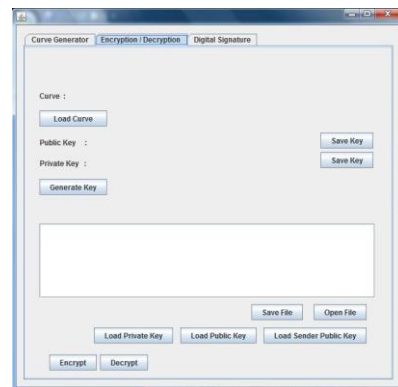 Curve Generator Encryption / Decryption Digital Signature
Curve :
Load Curve
Public Key : Save Key
Private Key : Save Key
Generate Key
Save File Open File
Load Private Key Load Public Key Load Sender Public Key
Encrypt Decrypt